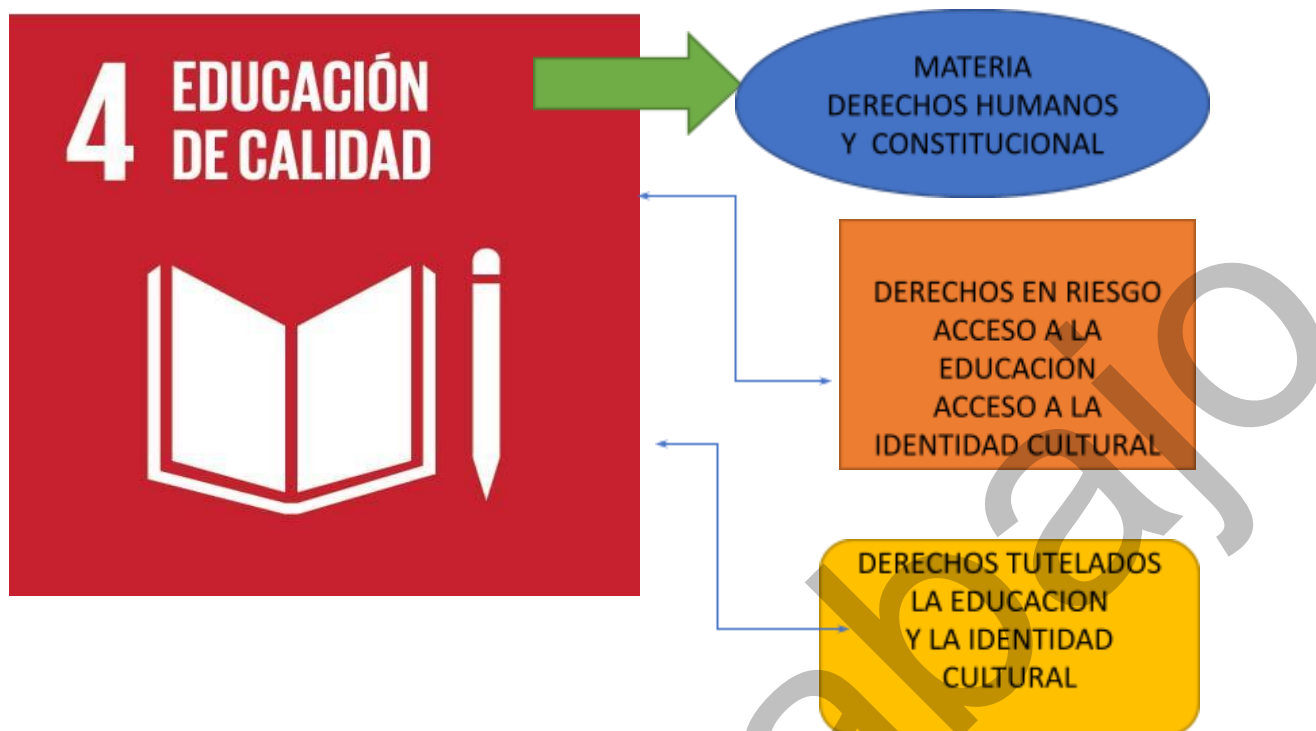 4 EDUCACIÓN
DE CALIDAD
MATERIA
DERECHOS HUMANOS
Y CONSTITUCIONAL
DERECHOS EN RIESGO
ACCESO A LA
EDUCACION
ACCESO A LA
IDENTIDAD CULTURAL
DERECHOS TUTELADOS
LA EDUCACION
Y LA IDENTIDAD
CULTURAL